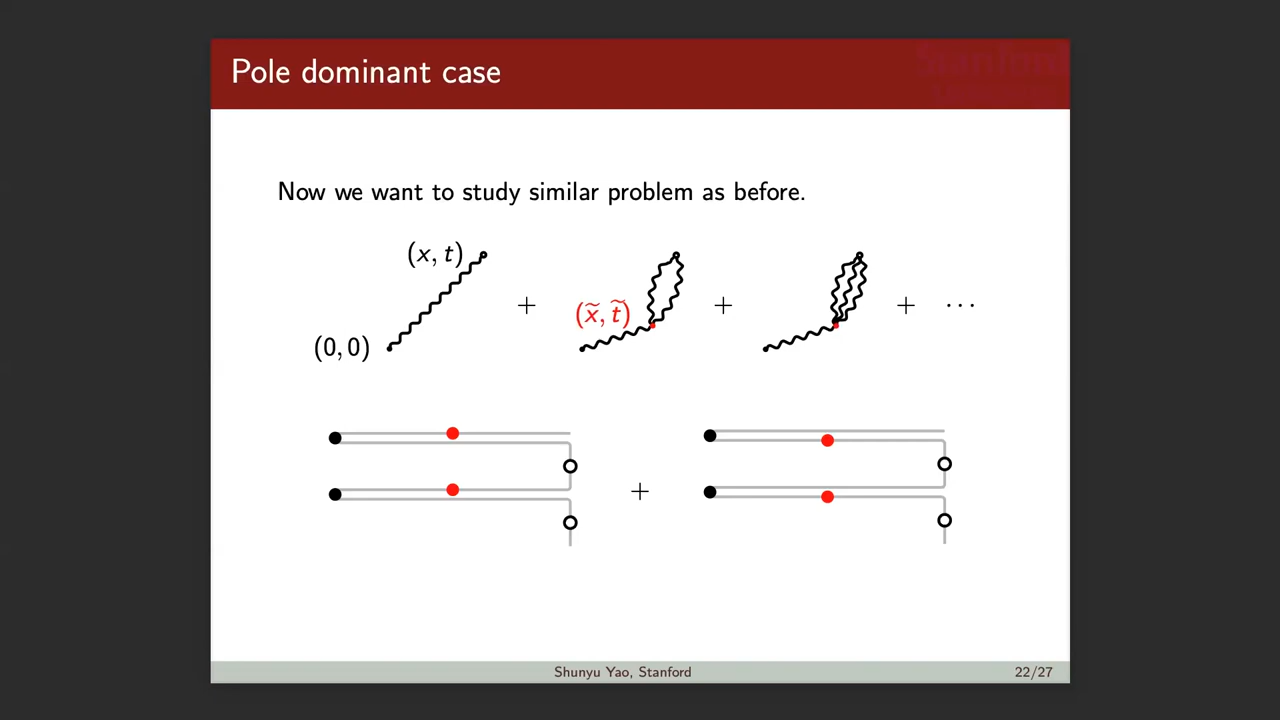 Pole dominant case
Now we want to study similar problem as before.
(x, t)
(0, 0)
+
(x̃, t̃)
+
+ ⋯
+
Shunyu Yao, Stanford
22/27